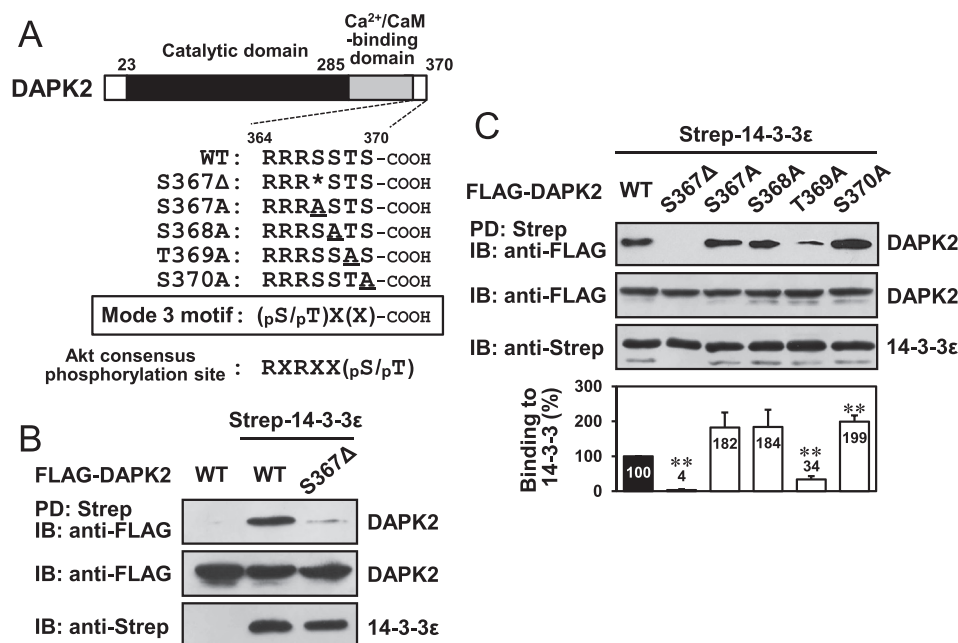 A
Ca²⁺/CaM
-binding
domain
Catalytic domain
23
285
370
DAPK2
364
370
WT: RRRSSTS-COOH
S367Δ: RRR*STS-COOH
S367A: RRRASTS-COOH
S368A: RRRSATS-COOH
T369A: RRRSSAS-COOH
S370A: RRRSSTA-COOH
Mode 3 motif: (pS/pT)X(X)-COOH
Akt consensus
phosphorylation site : RXRXX(pS/pT)
B
Strep-14-3-3ε
FLAG-DAPK2 WT WT S367Δ
PD: Strep
IB: anti-FLAG
DAPK2
IB: anti-FLAG
DAPK2
IB: anti-Strep
14-3-3ε
C
Strep-14-3-3ε
FLAG-DAPK2 WT S367Δ S367A S368A T369A S370A
PD: Strep
IB: anti-FLAG
DAPK2
IB: anti-FLAG
DAPK2
IB: anti-Strep
14-3-3ε
Binding to
14-3-3 (%)
300
200
100
0
100
**
4
182
184
**
34
**
199